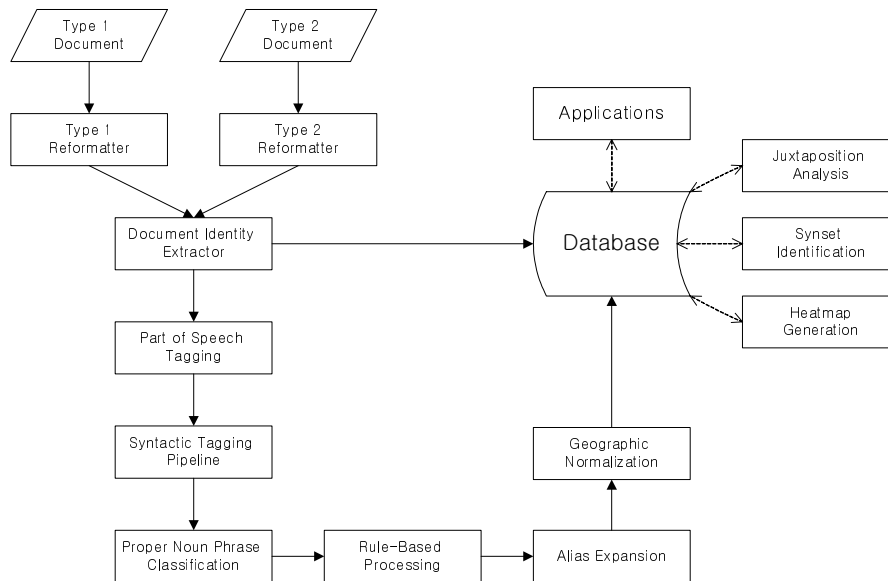 Type 1
Document
Type 2
Document
Type 1
Reformatter
Type 2
Reformatter
Applications
Juxtaposition
Analysis
Document Identity
Extractor
Database
Synset
Identification
Heatmap
Generation
Part of Speech
Tagging
Syntactic Tagging
Pipeline
Geographic
Normalization
Proper Noun Phrase
Classification
Rule-Based
Processing
Alias Expansion